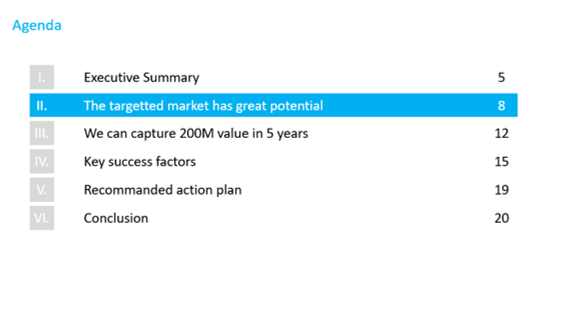 Agenda
I. Executive Summary 5
II. The targetted market has great potential 8
III. We can capture 200M value in 5 years 12
IV. Key success factors 15
V. Recommanded action plan 19
VI. Conclusion 20